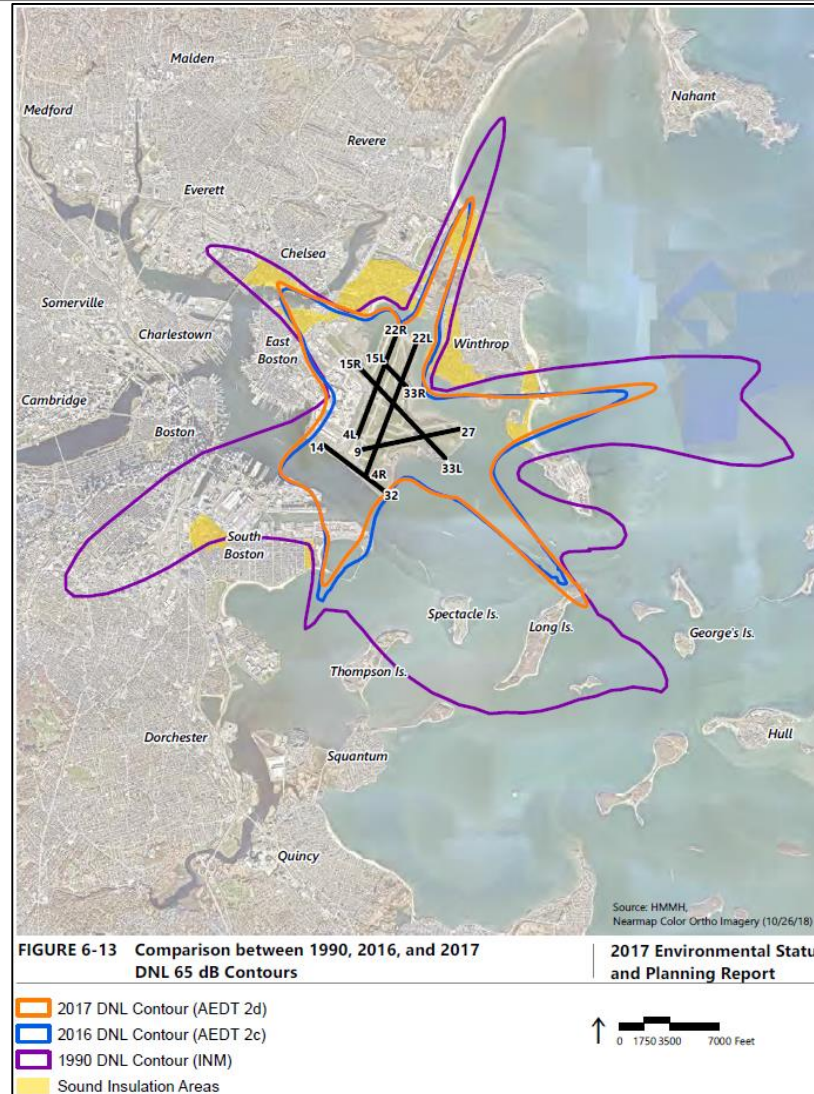 Malden
Nahant
Medford
Revere
Everett
Chelsea
Somerville
Charlestown
East
Boston
22R
22L
Winthrop
15R
15L
33R
Cambridge
Boston
4L
27
14
9
4R
33L
32
South
Boston
Spectacle Is.
Long Is.
George's Is.
Thompson Is.
Dorchester
Hull
Squantum
Quincy
Source: HMMH,
Nearmap Color Ortho Imagery (10/26/18)
FIGURE 6-13 Comparison between 1990, 2016, and 2017
DNL 65 dB Contours
2017 Environmental Statu
and Planning Report
2017 DNL Contour (AEDT 2d)
2016 DNL Contour (AEDT 2c)
1990 DNL Contour (INM)
Sound Insulation Areas
0 1750 3500 7000 Feet